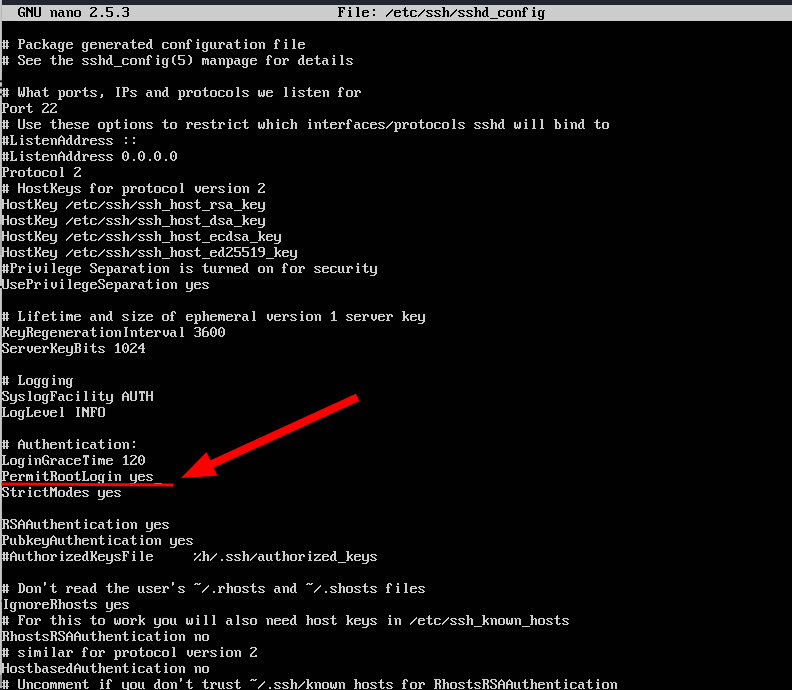 GNU nano 2.5.3 File: /etc/ssh/sshd_config
# Package generated configuration file
# See the sshd_config(5) manpage for details
# What ports, IPs and protocols we listen for
Port 22
# Use these options to restrict which interfaces/protocols sshd will bind to
#ListenAddress ::
#ListenAddress 0.0.0.0
Protocol 2
# HostKeys for protocol version 2
HostKey /etc/ssh/ssh_host_rsa_key
HostKey /etc/ssh/ssh_host_dsa_key
HostKey /etc/ssh/ssh_host_ecdsa_key
HostKey /etc/ssh/ssh_host_ed25519_key
#Privilege Separation is turned on for security
UsePrivilegeSeparation yes
# Lifetime and size of ephemeral version 1 server key
KeyRegenerationInterval 3600
ServerKeyBits 1024
# Logging
SyslogFacility AUTH
LogLevel INFO
# Authentication:
LoginGraceTime 120
PermitRootLogin yes
StrictModes yes
RSAAuthentication yes
PubkeyAuthentication yes
#AuthorizedKeysFile     %h/.ssh/authorized_keys
# Don't read the user's ~/.rhosts and ~/.shosts files
IgnoreRhosts yes
# For this to work you will also need host keys in /etc/ssh_known_hosts
RhostsRSAAuthentication no
# similar for protocol version 2
HostbasedAuthentication no
# Uncomment if you don't trust ~/.ssh/known_hosts for RhostsRSAAuthentication